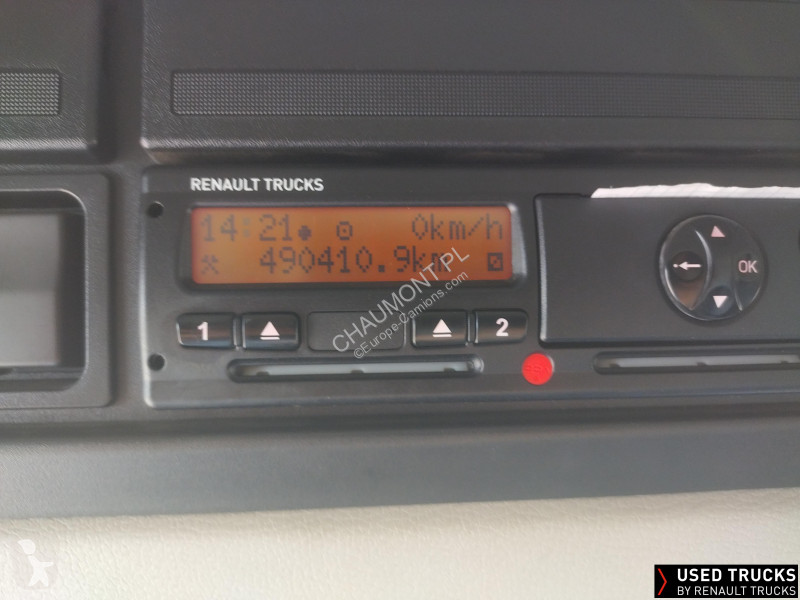 RENAULT TRUCKS
14:21 0km/h
490410.9km
1
2
OK
CHAUMONT.PL
©Europe-Camions.com
USED TRUCKS
BY RENAULT TRUCKS